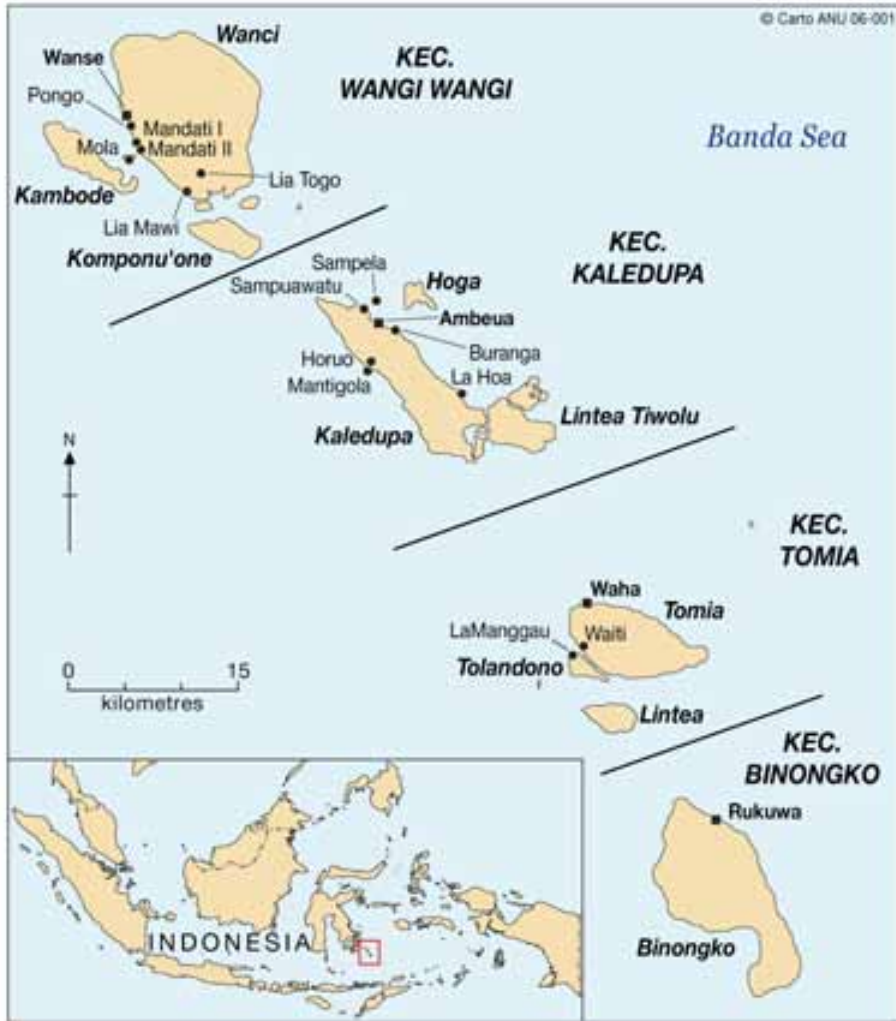 © Carto ANU 06-001
Wanci
KEC.
WANGI WANGI
Wanse
Pongo
Mandati I
Mandati II
Mola
Banda Sea
Lia Togo
Kambode
Lia Mawi
Komponu'one
KEC.
KALEDUPA
Sampela
Hoga
Sampuawatu
Ambeua
Buranga
Horuo
La Hoa
Mantigola
Kaledupa
Lintea Tiwolu
N
KEC.
TOMIA
Waha
Tomia
LaManggau
Waiti
Tolandono
0 15
kilometres
Lintea
KEC.
BINONGKO
Rukuwa
INDONESIA
Binongko